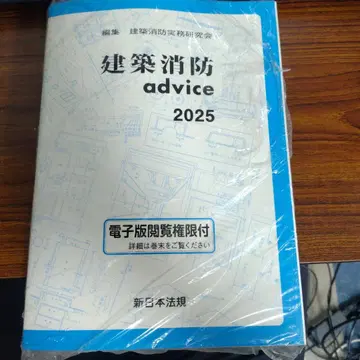 編集 建築消防実務研究会
建築消防
advice
2025
電子版閲覧権限付
詳細は巻末をご覧ください
新日本法規